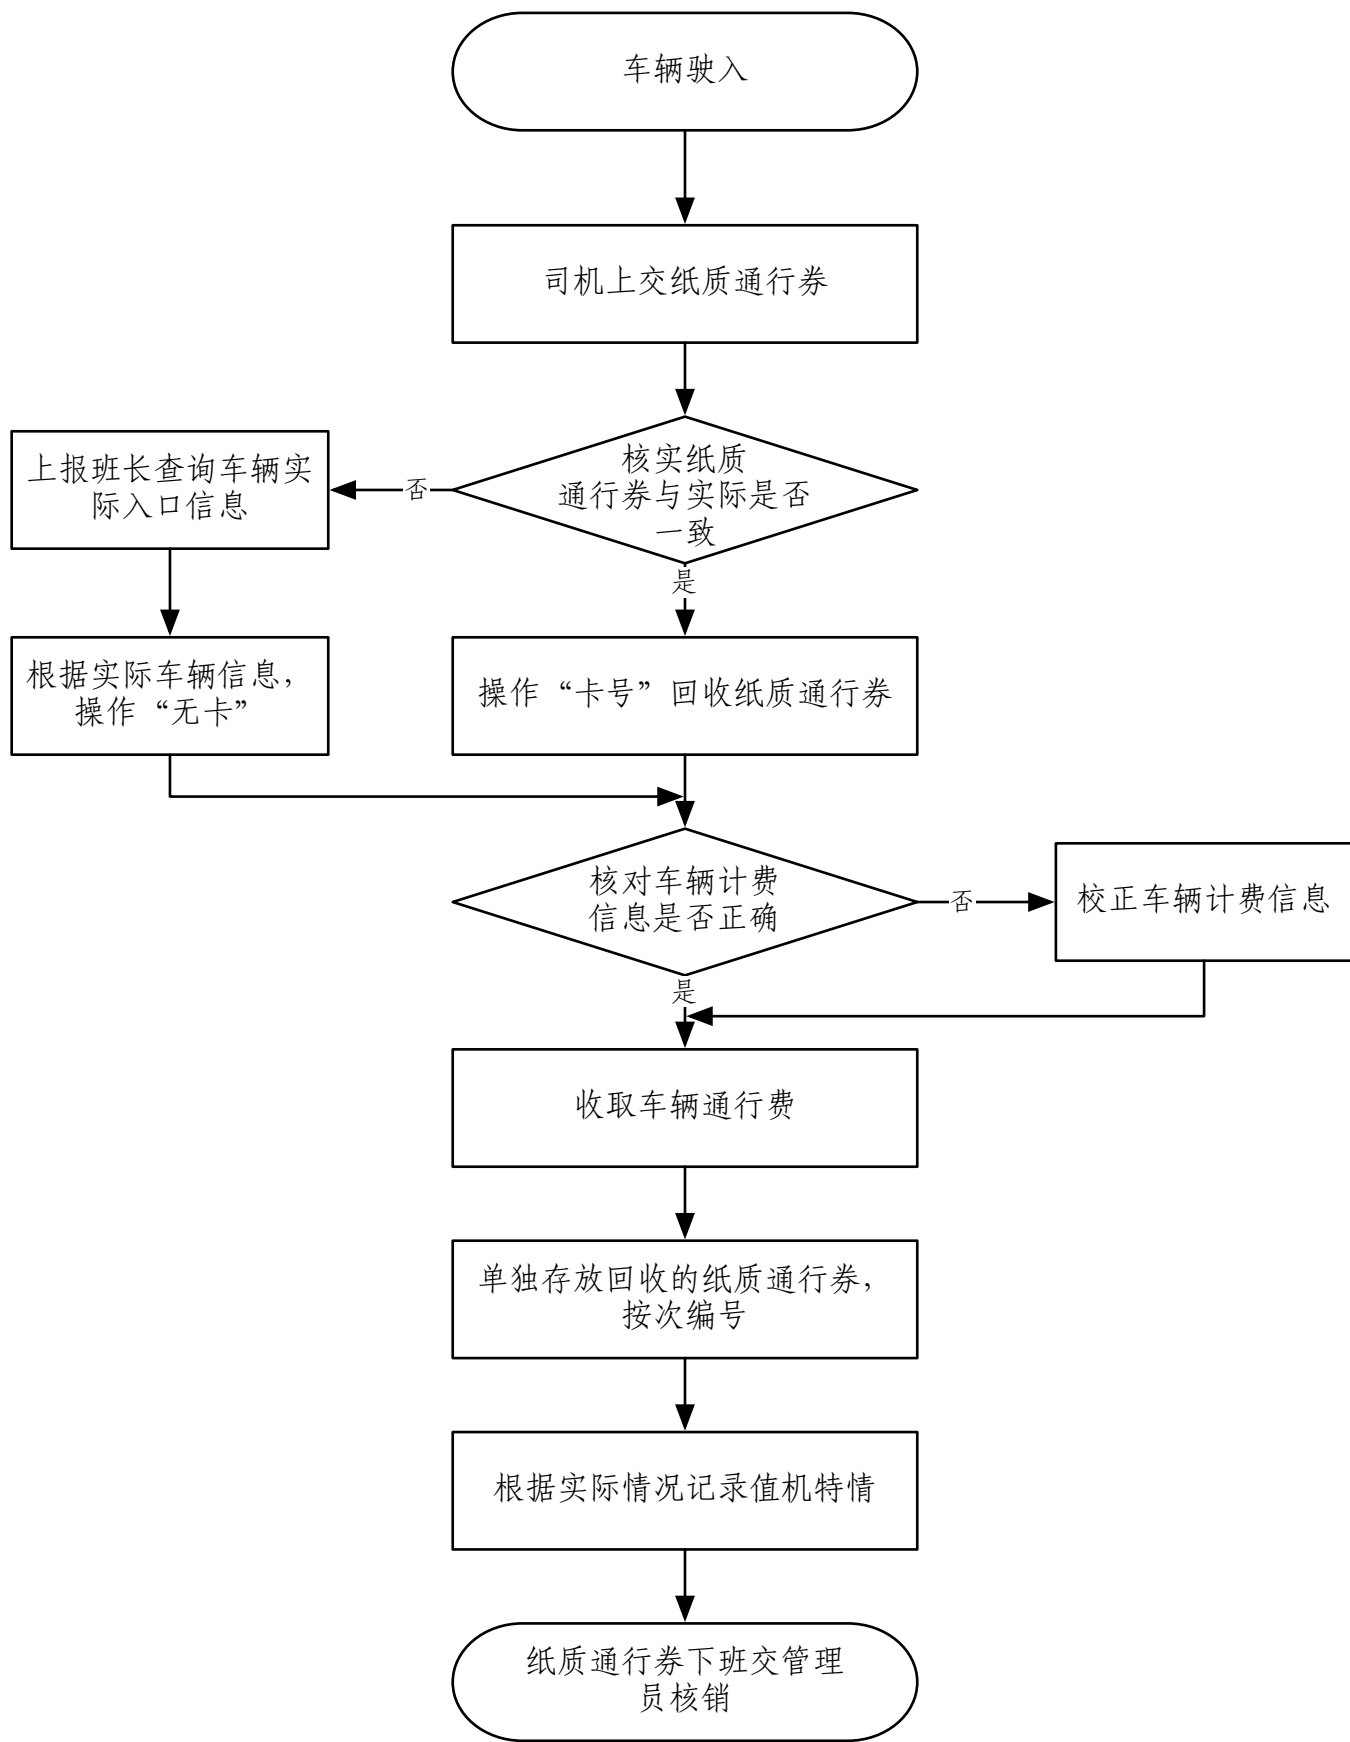 车辆驶入
司机上交纸质通行券
核实纸质
通行券与实际是否
一致
否
上报班长查询车辆实
际入口信息
是
根据实际车辆信息，
操作“无卡”
操作“卡号”回收纸质通行券
核对车辆计费
信息是否正确
否
校正车辆计费信息
是
收取车辆通行费
单独存放回收的纸质通行券，
按次编号
根据实际情况记录值机特情
纸质通行券下班交管理
员核销